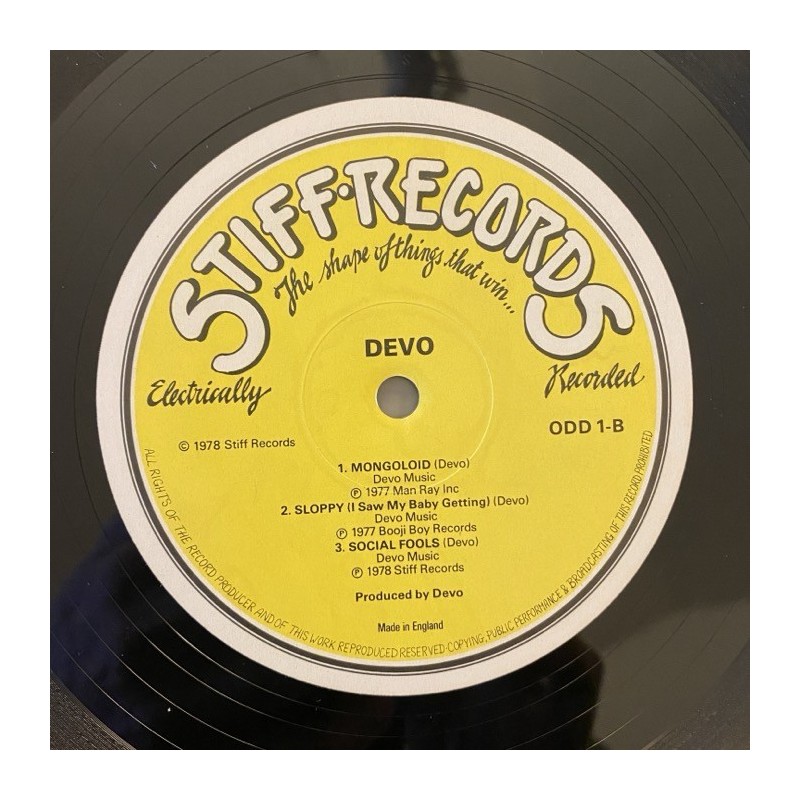 STIFF·RECORDS
The shape of things that win...
DEVO
Electrically
Recorded
ODD 1-B
© 1978 Stiff Records
1. MONGOLOID (Devo)
Devo Music
℗ 1977 Man Ray Inc
2. SLOPPY (I Saw My Baby Getting) (Devo)
Devo Music
℗ 1977 Booji Boy Records
3. SOCIAL FOOLS (Devo)
Devo Music
℗ 1978 Stiff Records
Produced by Devo
Made in England
ALL RIGHTS OF THE RECORD PRODUCER AND OF THIS WORK REPRODUCED RESERVED·COPYING, PUBLIC PERFORMANCE & BROADCASTING OF THIS RECORD PROHIBITED